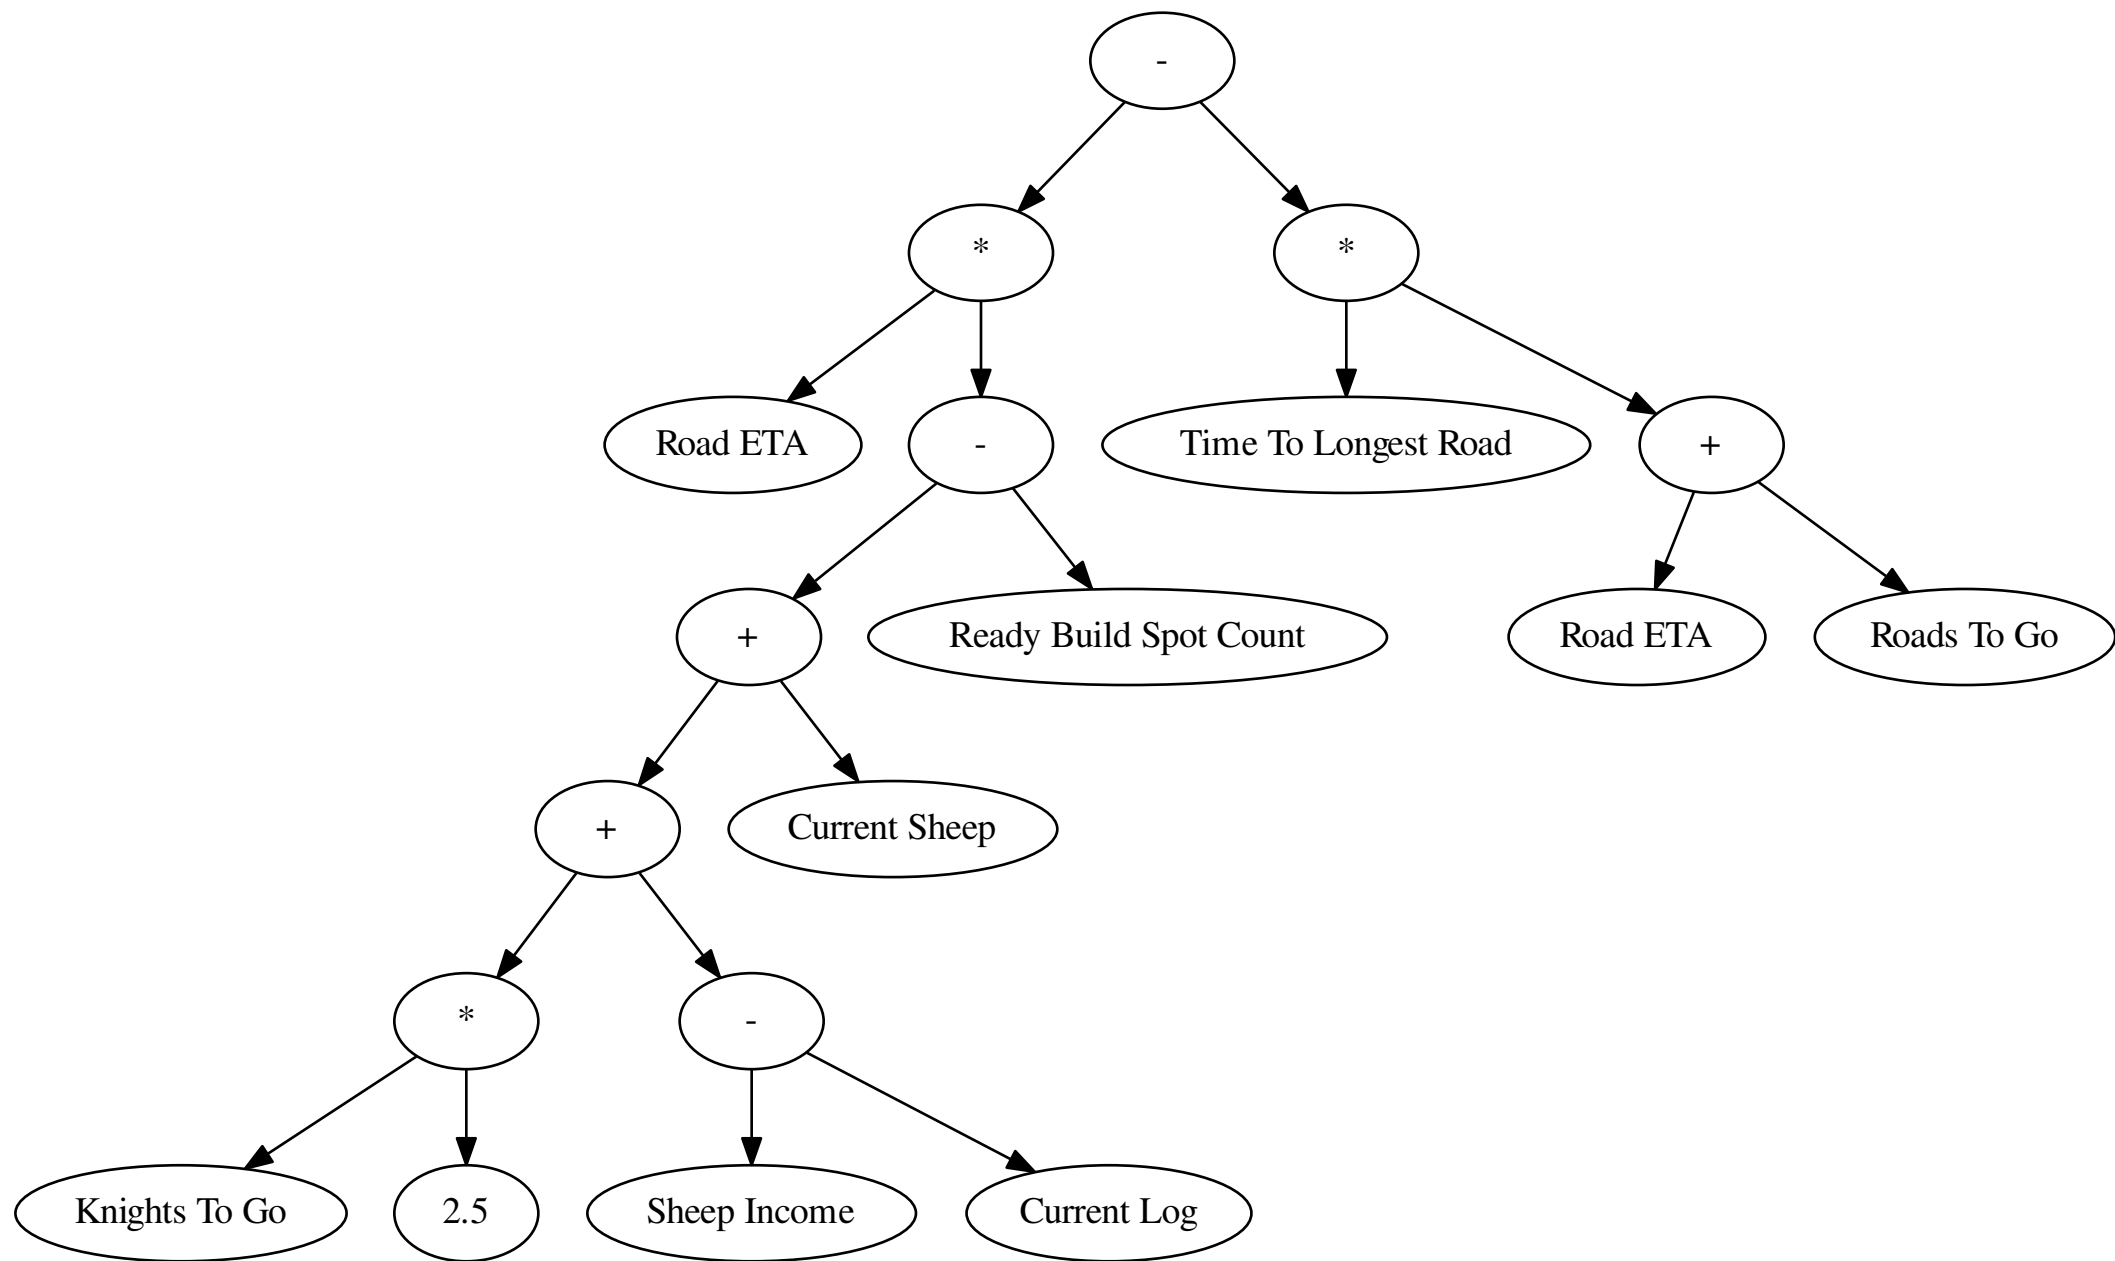 -
*
*
Road ETA
-
Time To Longest Road
+
+
Ready Build Spot Count
Road ETA
Roads To Go
+
Current Sheep
*
-
Knights To Go
2.5
Sheep Income
Current Log